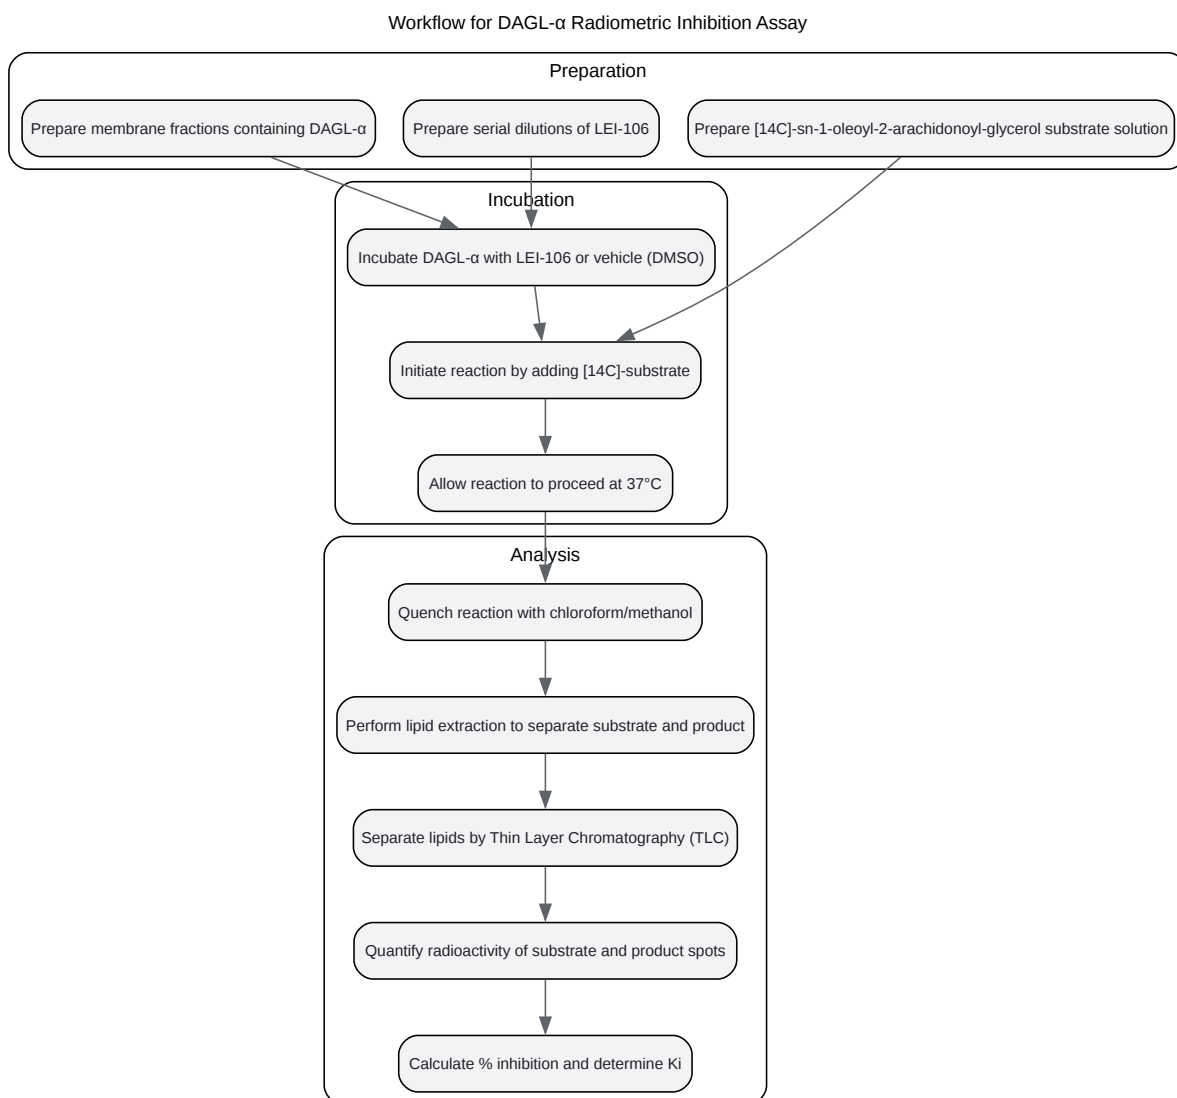 Workflow for DAGL-α Radiometric Inhibition Assay
Preparation
Prepare membrane fractions containing DAGL-α
Prepare serial dilutions of LEI-106
Prepare [14C]-sn-1-oleoyl-2-arachidonoyl-glycerol substrate solution
Incubation
Incubate DAGL-α with LEI-106 or vehicle (DMSO)
Initiate reaction by adding [14C]-substrate
Allow reaction to proceed at 37°C
Analysis
Quench reaction with chloroform/methanol
Perform lipid extraction to separate substrate and product
Separate lipids by Thin Layer Chromatography (TLC)
Quantify radioactivity of substrate and product spots
Calculate % inhibition and determine Ki